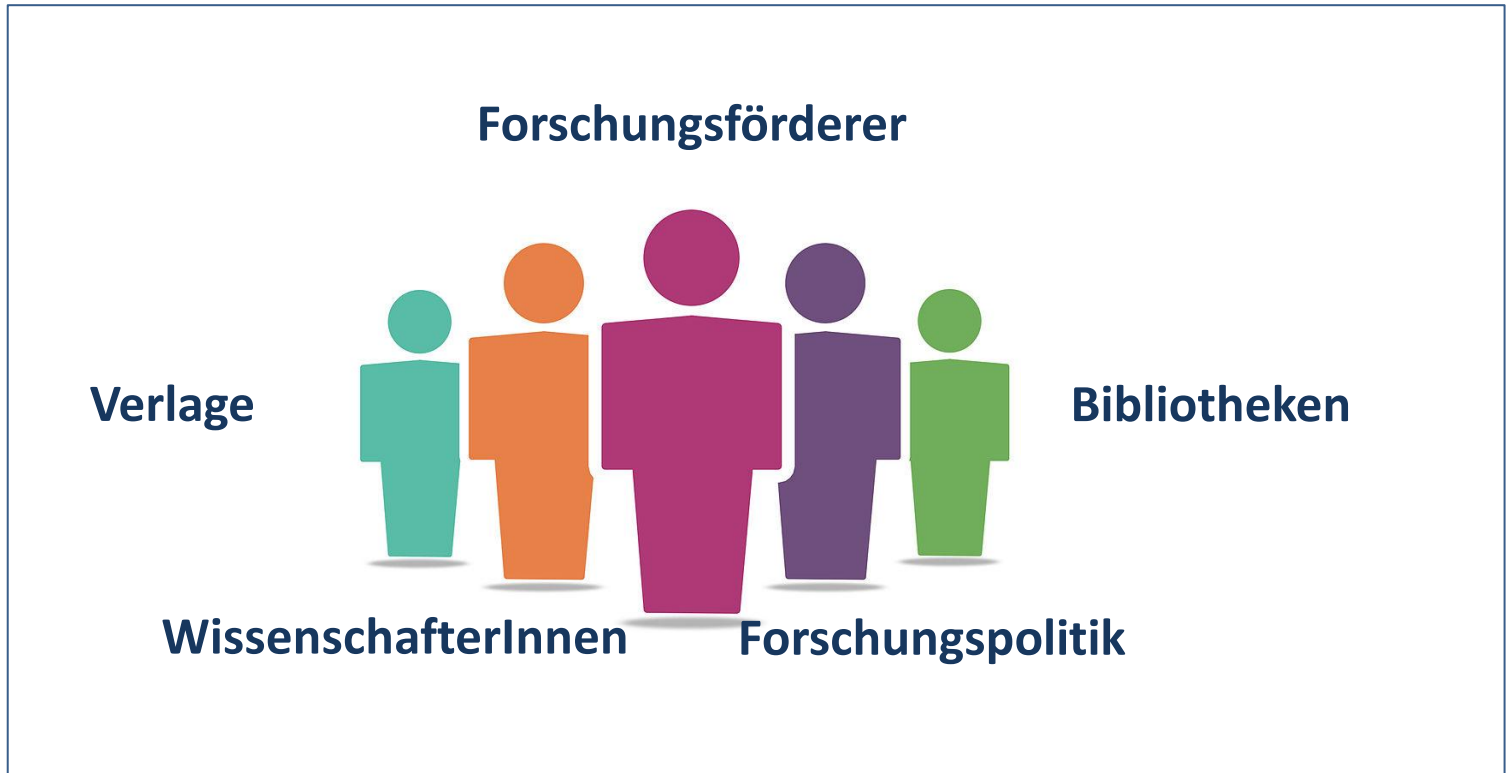 Forschungsförderer
Verlage
Bibliotheken
WissenschafterInnen
Forschungspolitik